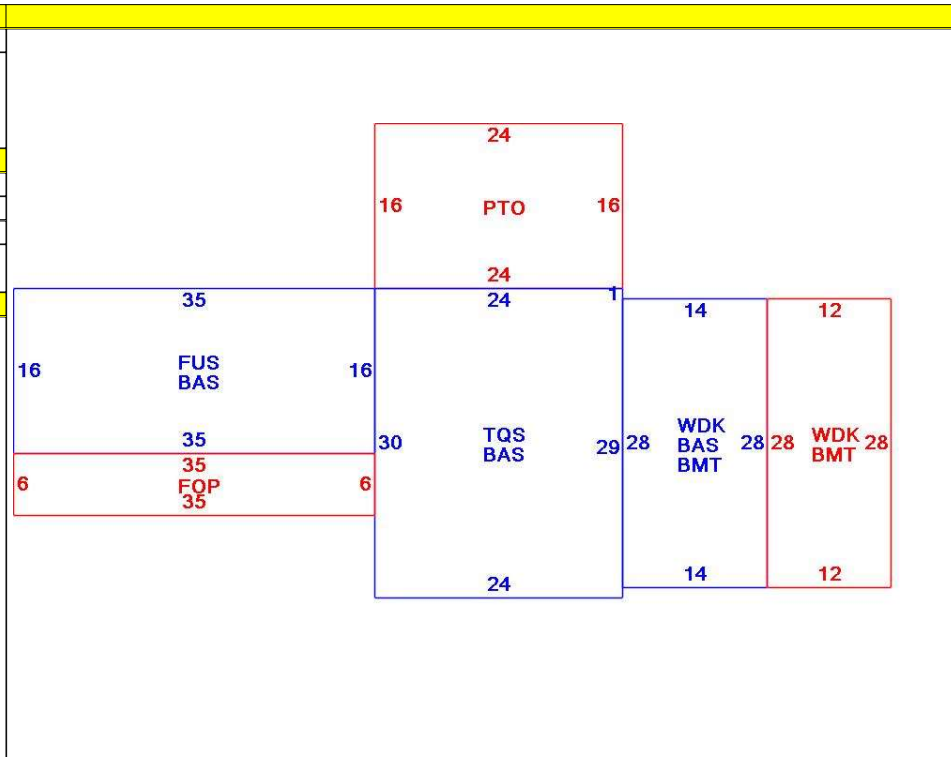 24
16 PTO 16
24
35 24 1
14 12
16 FUS 16
BAS
35
30 TQS 29
BAS
28 WDK 28
BAS
BMT
28 WDK 28
BMT
35
6 FOP 6
35
14 12
24